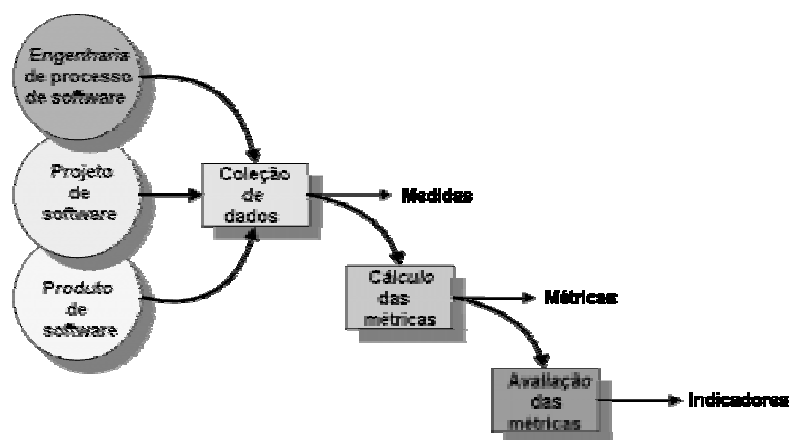 Engenharia
de processo
de software
Projeto
de
software
Coleção
de
dados
Medidas
Produto
de
software
Cálculo
das
métricas
Métricas
Avaliação
das
métricas
Indicadores